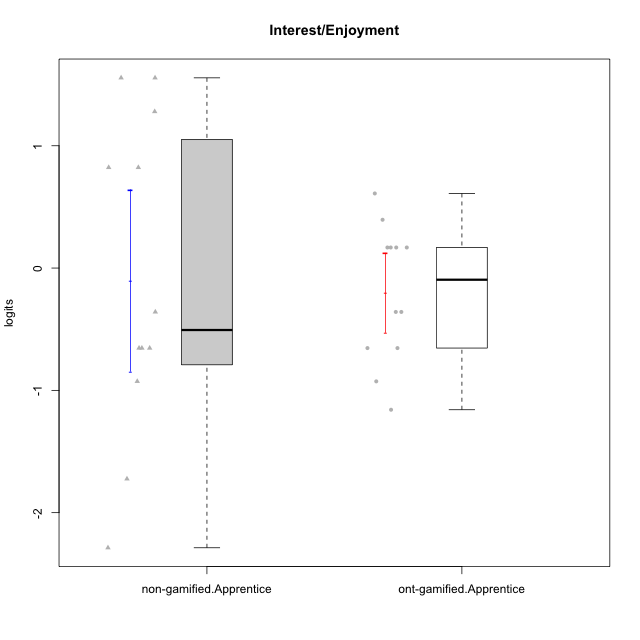 Interest/Enjoyment
logits
1
0
-1
-2
non-gamified.Apprentice
ont-gamified.Apprentice